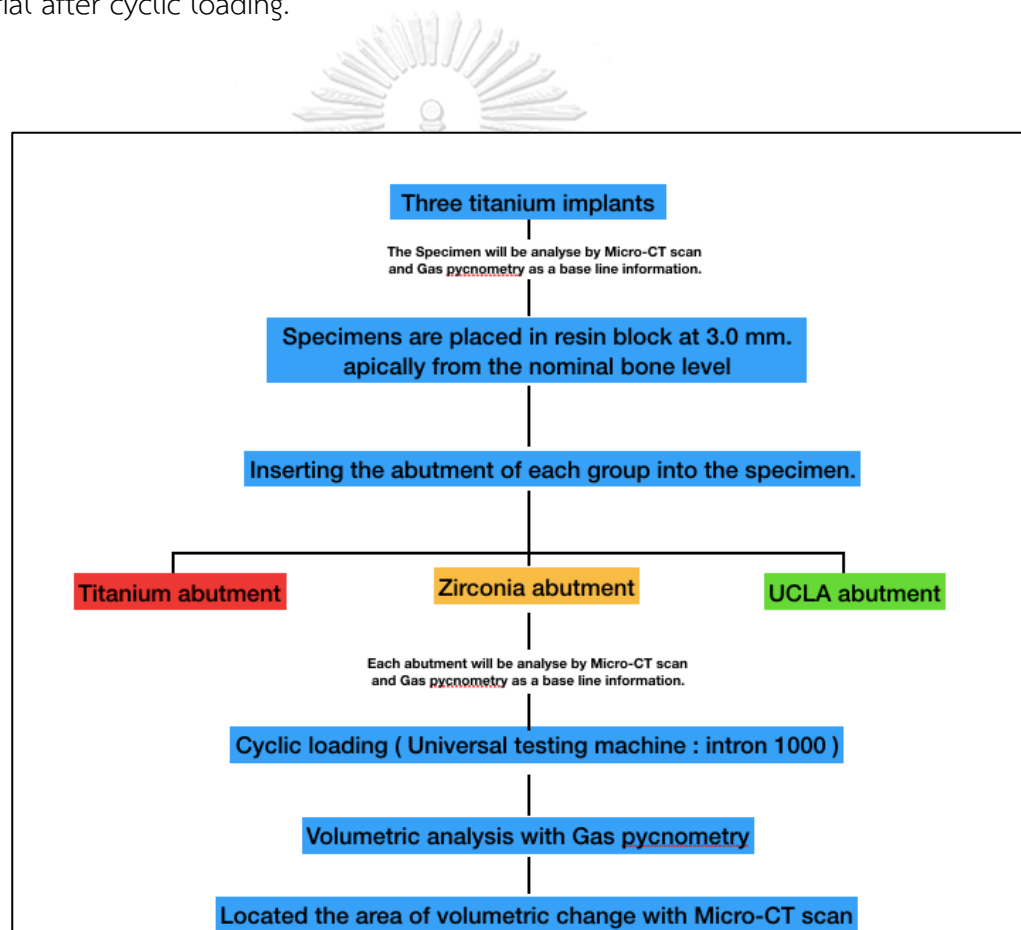 rial after cyclic loading.
Three titanium implants
The Specimen will be analyse by Micro-CT scan
and Gas pycnometry as a base line information.
Specimens are placed in resin block at 3.0 mm.
apically from the nominal bone level
Inserting the abutment of each group into the specimen.
Titanium abutment
Zirconia abutment
UCLA abutment
Each abutment will be analyse by Micro-CT scan
and Gas pycnometry as a base line information.
Cyclic loading ( Universal testing machine : intron 1000 )
Volumetric analysis with Gas pycnometry
Located the area of volumetric change with Micro-CT scan